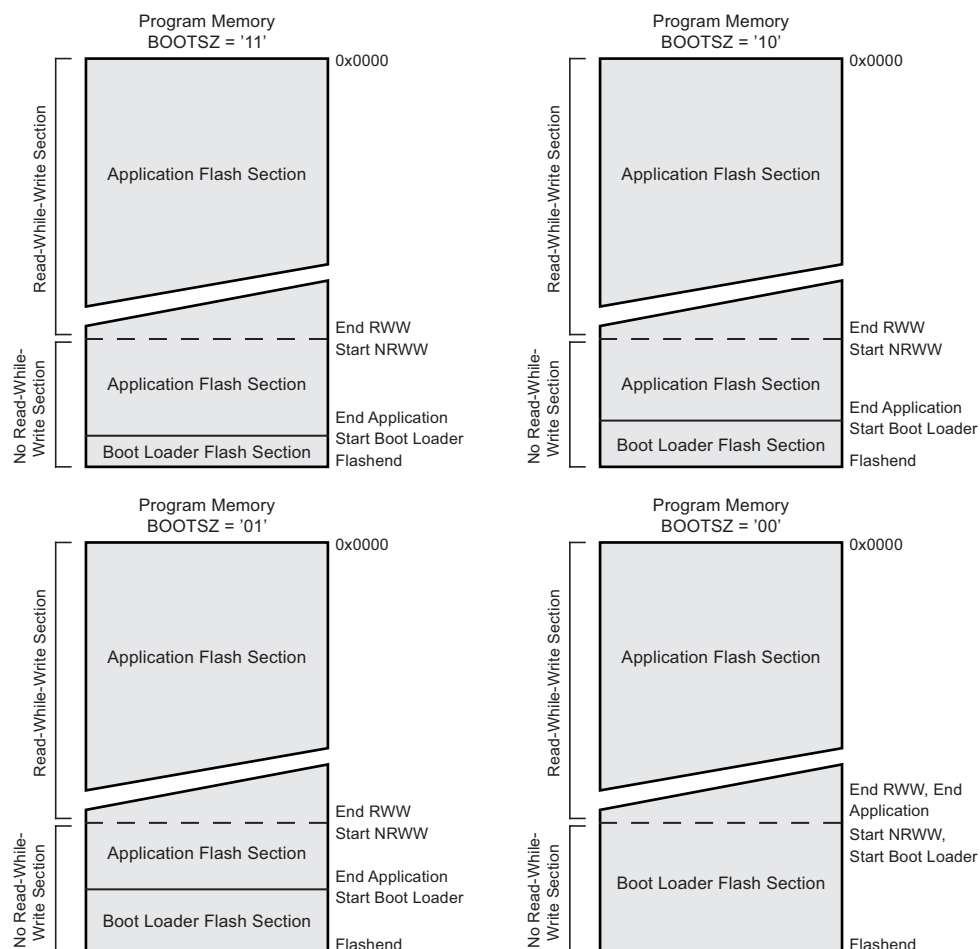 Program Memory
BOOTSZ = '11'
0x0000
Read-While-Write Section
Application Flash Section
End RWW
Start NRWW
No Read-While-
Write Section
Application Flash Section
End Application
Start Boot Loader
Boot Loader Flash Section
Flashend
Program Memory
BOOTSZ = '10'
0x0000
Read-While-Write Section
Application Flash Section
End RWW
Start NRWW
No Read-While-
Write Section
Application Flash Section
End Application
Start Boot Loader
Boot Loader Flash Section
Flashend
Program Memory
BOOTSZ = '01'
0x0000
Read-While-Write Section
Application Flash Section
End RWW
Start NRWW
No Read-While-
Write Section
Application Flash Section
End Application
Start Boot Loader
Boot Loader Flash Section
Flashend
Program Memory
BOOTSZ = '00'
0x0000
Read-While-Write Section
Application Flash Section
End RWW, End
Application
Start NRWW,
Start Boot Loader
No Read-While-
Write Section
Boot Loader Flash Section
Flashend